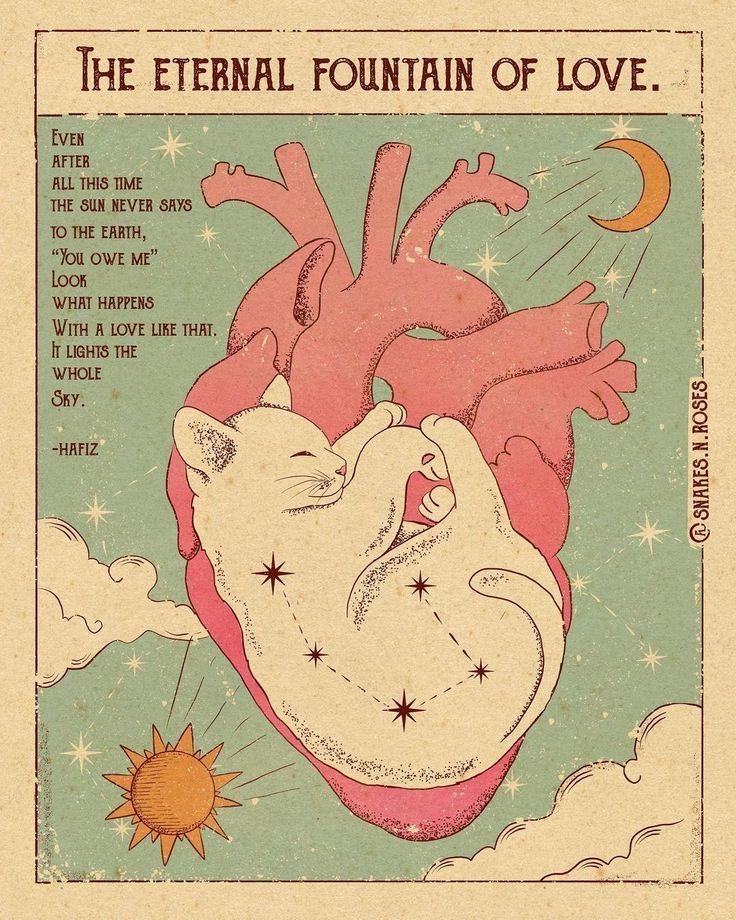 The eternal fountain of love.
Even
after
all this time
the sun never says
to the earth,
“You owe me”
Look
what happens
With a love like that.
It lights the
whole
Sky.
-Hafiz
@snakes.n.roses